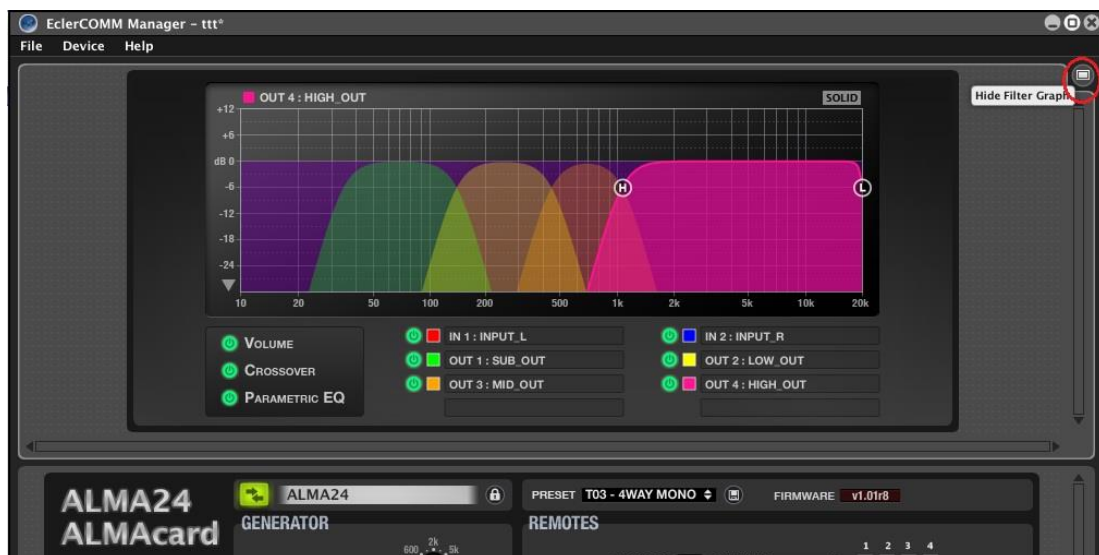 EclerCOMM Manager - ttt*
File Device Help
OUT 4 : HIGH_OUT SOLID
Hide Filter Graph
+12
+6
dB 0
-6
-12
-18
-24
H L
10 20 50 100 200 500 1k 2k 5k 10k 20k
VOLUME
CROSSOVER
PARAMETRIC EQ
IN 1 : INPUT_L IN 2 : INPUT_R
OUT 1 : SUB_OUT OUT 2 : LOW_OUT
OUT 3 : MID_OUT OUT 4 : HIGH_OUT
ALMA24
ALMAcard
ALMA24 PRESET T03 - 4WAY MONO FIRMWARE v1.01r8
GENERATOR REMOTES
600 2k 5k
1 2 3 4